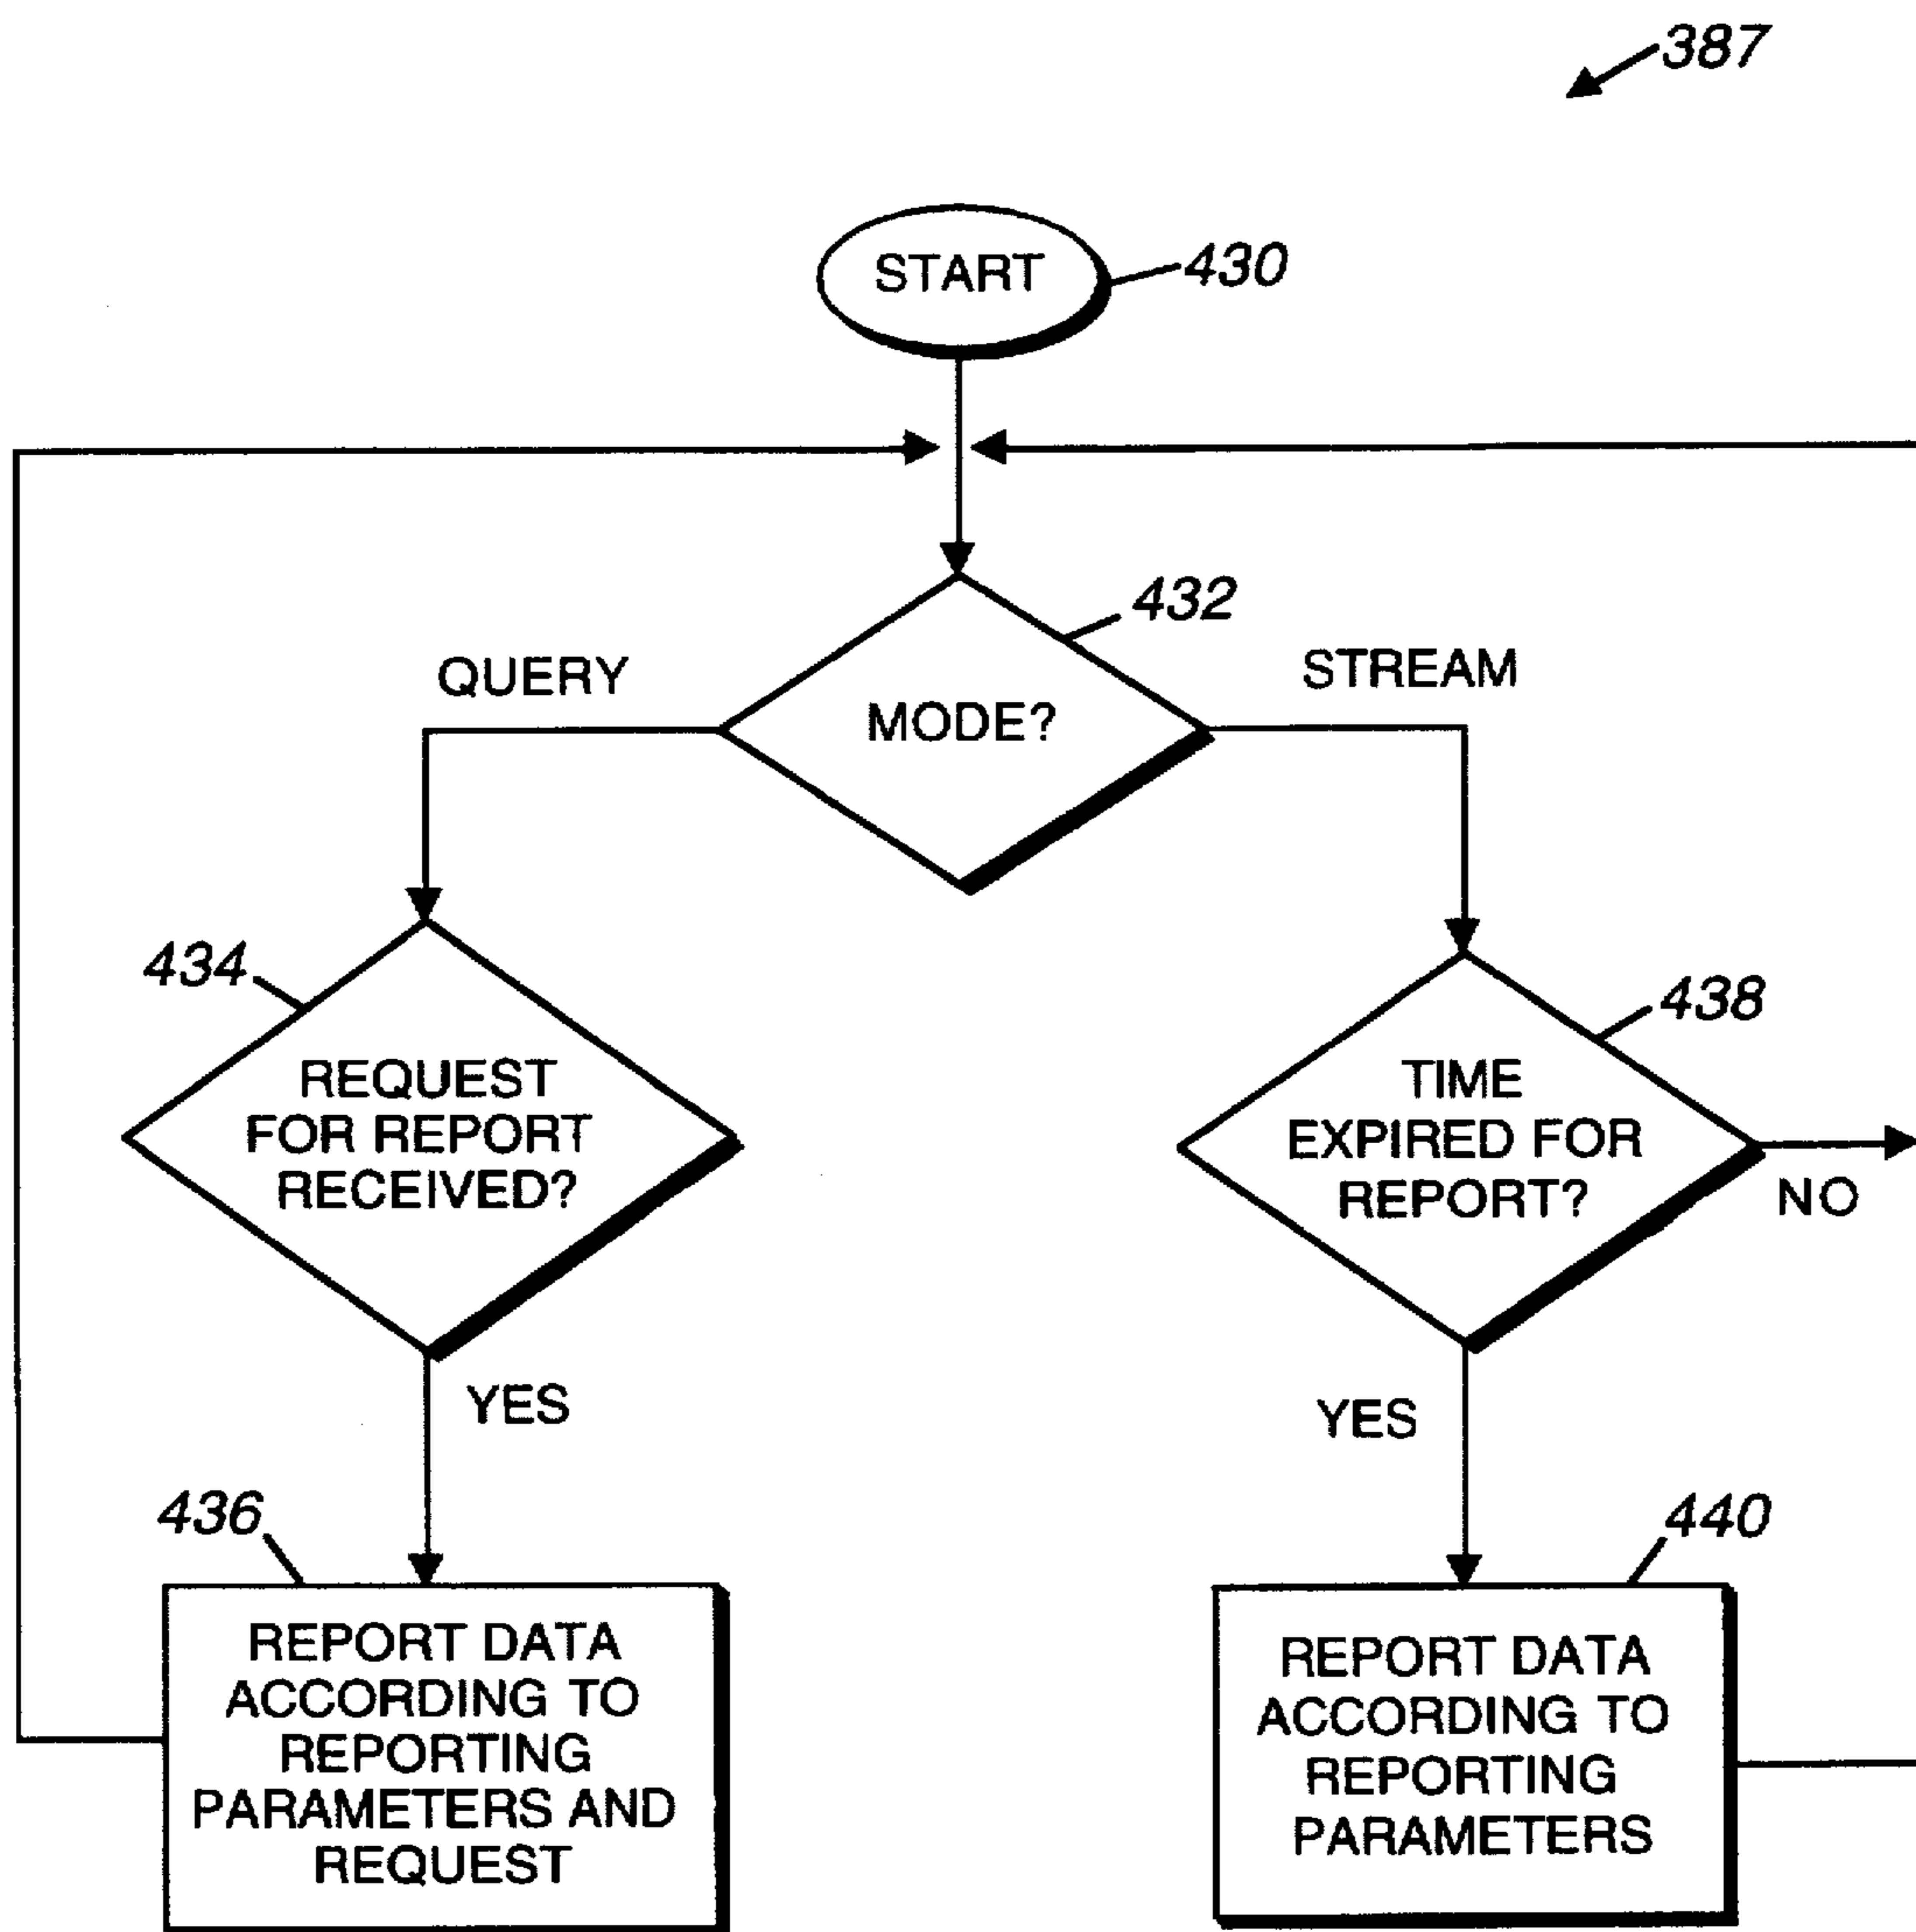 387
START
430
432
QUERY
STREAM
MODE?
434
438
REQUEST
FOR REPORT
RECEIVED?
TIME
EXPIRED FOR
REPORT?
NO
YES
YES
436
440
REPORT DATA
ACCORDING TO
REPORTING
PARAMETERS AND
REQUEST
REPORT DATA
ACCORDING TO
REPORTING
PARAMETERS